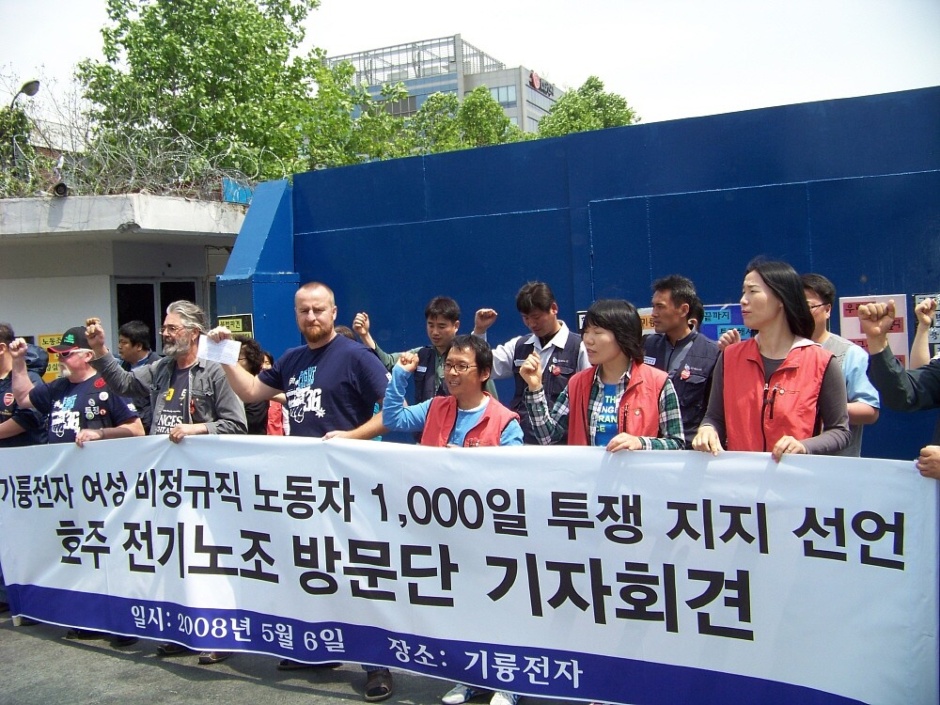 기륭전자 여성 비정규직 노동자 1,000일 투쟁 지지 선언
호주 전기노조 방문단 기자회견
일시: 2008년 5월 6일 장소: 기륭전자